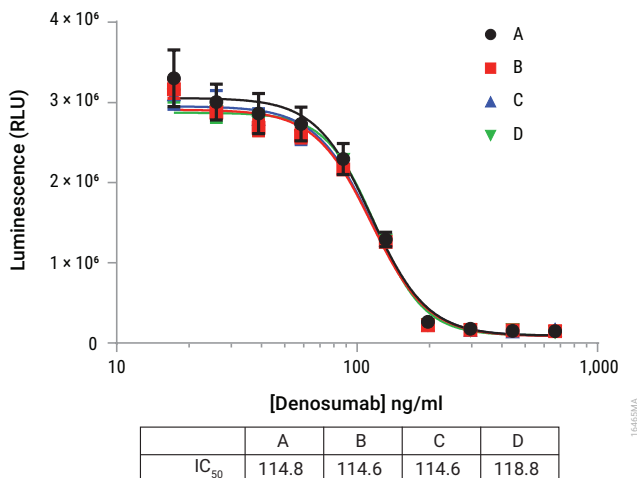 4 × 10⁶
3 × 10⁶
2 × 10⁶
1 × 10⁶
0
Luminescence (RLU)
A
B
C
D
10 100 1,000
[Denosumab] ng/ml
16465MA
A B C D
IC₅₀ 114.8 114.6 114.6 118.8